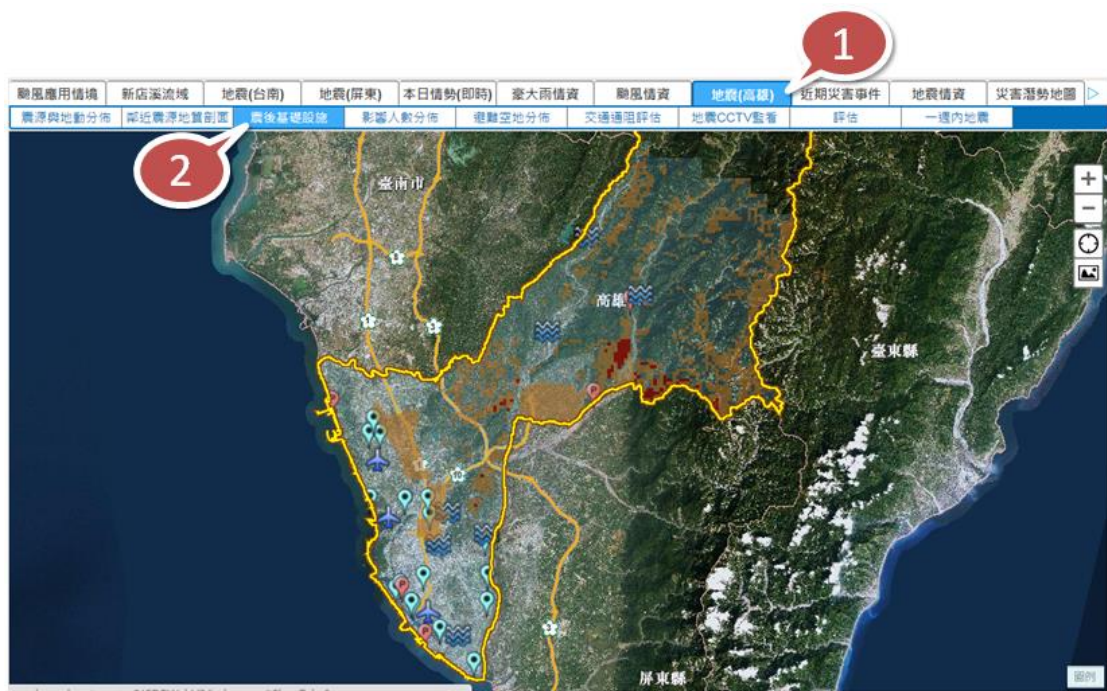 1
颱風應用情境 新店溪流域 地震(台南) 地震(屏東) 本日情勢(即時) 豪大雨情資 颱風情資 地震(高雄) 近期災害事件 地震情資 災害潛勢地圖
震源與地動分佈 鄰近震源地質剖面 震後基礎設施 影響人數分佈 避難空地分佈 交通通阻評估 地震CCTV監看 評估 一週內地震
2
臺南市
+
−
1
高雄
1
3
臺東縣
P
P
10
P
P
3
屏東縣
圖例